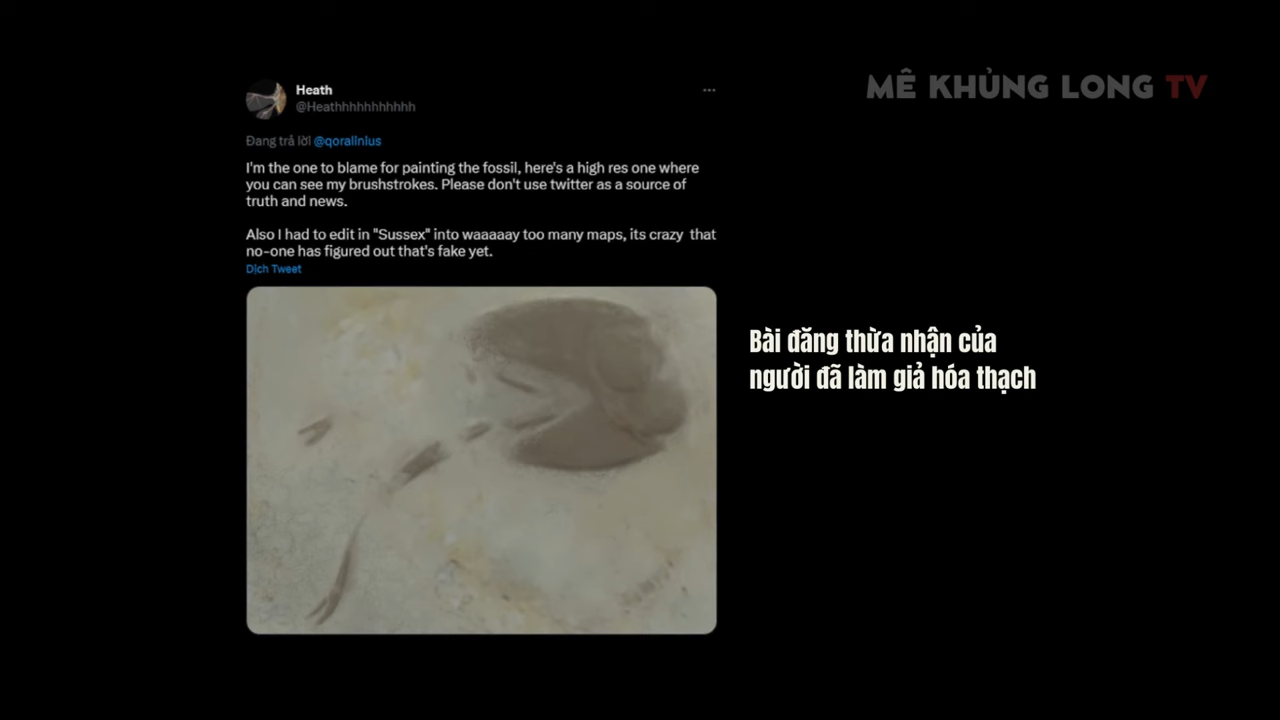 MÊ KHỦNG LONG TV
Heath
@Heathhhhhhhhhhh
Đang trả lời @qoralinius
I'm the one to blame for painting the fossil, here's a high res one where
you can see my brushstrokes. Please don't use twitter as a source of
truth and news.
Also I had to edit in "Sussex" into waaaaay too many maps, its crazy that
no-one has figured out that's fake yet.
Dịch Tweet
Bài đăng thừa nhận của
người đã làm giả hóa thạch